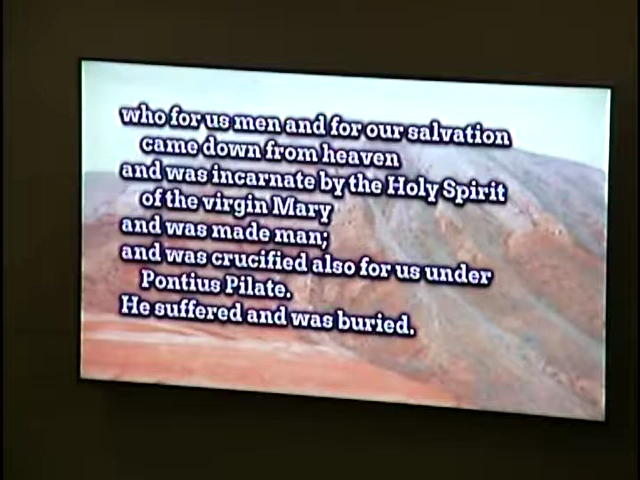 who for us men and for our salvation
came down from heaven
and was incarnate by the Holy Spirit
of the virgin Mary
and was made man;
and was crucified also for us under
Pontius Pilate.
He suffered and was buried.